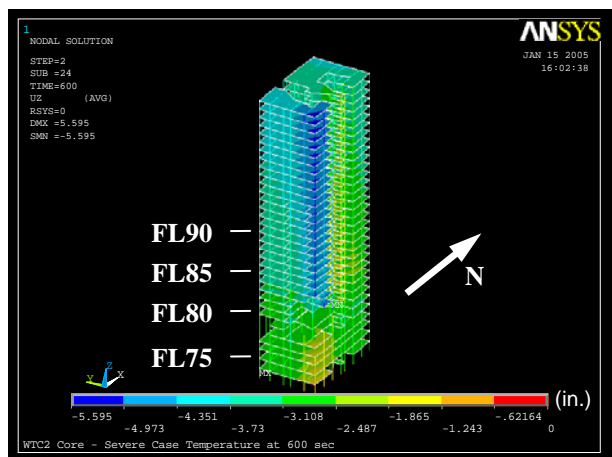 1
NODAL SOLUTION
STEP=2
SUB =24
TIME=600
UZ (AVG)
RSYS=0
DMX =5.595
SMN =-5.595
ANSYS
JAN 15 2005
16:02:38
FL90
FL85
FL80
FL75
N
MX
Z
Y X
(in.)
-5.595 -4.351 -3.108 -1.865 -.62164
-4.973 -3.73 -2.487 -1.243 0
WTC2 Core - Severe Case Temperature at 600 sec